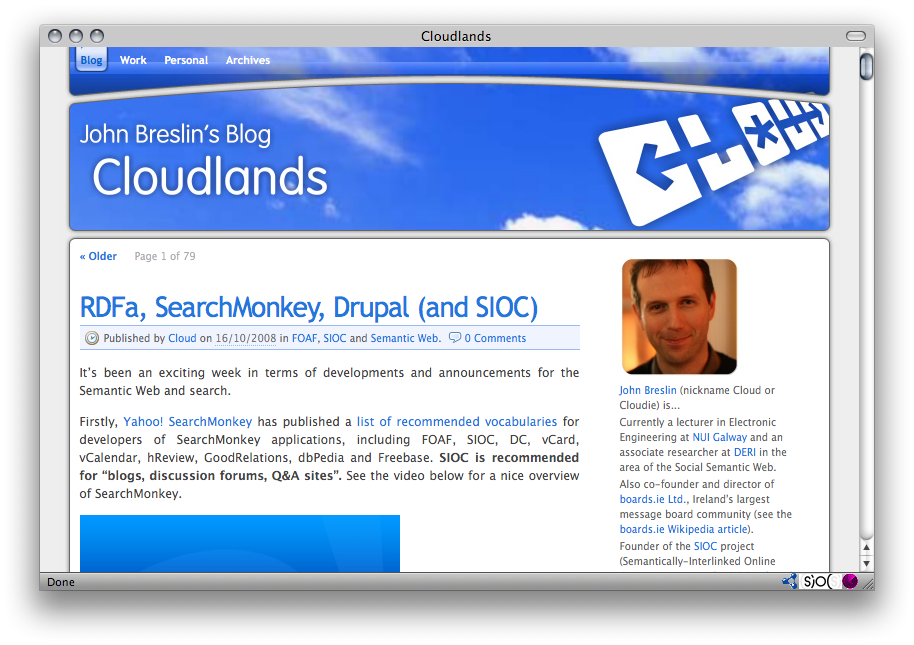 Cloudlands
Blog Work Personal Archives
John Breslin's Blog
Cloudlands
« Older Page 1 of 79
RDFa, SearchMonkey, Drupal (and SIOC)
Published by Cloud on 16/10/2008 in FOAF, SIOC and Semantic Web. 0 Comments
It's been an exciting week in terms of developments and announcements for the
Semantic Web and search.
Firstly, Yahoo! SearchMonkey has published a list of recommended vocabularies for
developers of SearchMonkey applications, including FOAF, SIOC, DC, vCard,
vCalendar, hReview, GoodRelations, dbPedia and Freebase. SIOC is recommended
for “blogs, discussion forums, Q&A sites”. See the video below for a nice overview
of SearchMonkey.
John Breslin (nickname Cloud or
Cloudie) is...
Currently a lecturer in Electronic
Engineering at NUI Galway and an
associate researcher at DERI in the
area of the Social Semantic Web.
Also co-founder and director of
boards.ie Ltd., Ireland's largest
message board community (see the
boards.ie Wikipedia article).
Founder of the SIOC project
(Semantically-Interlinked Online
Done